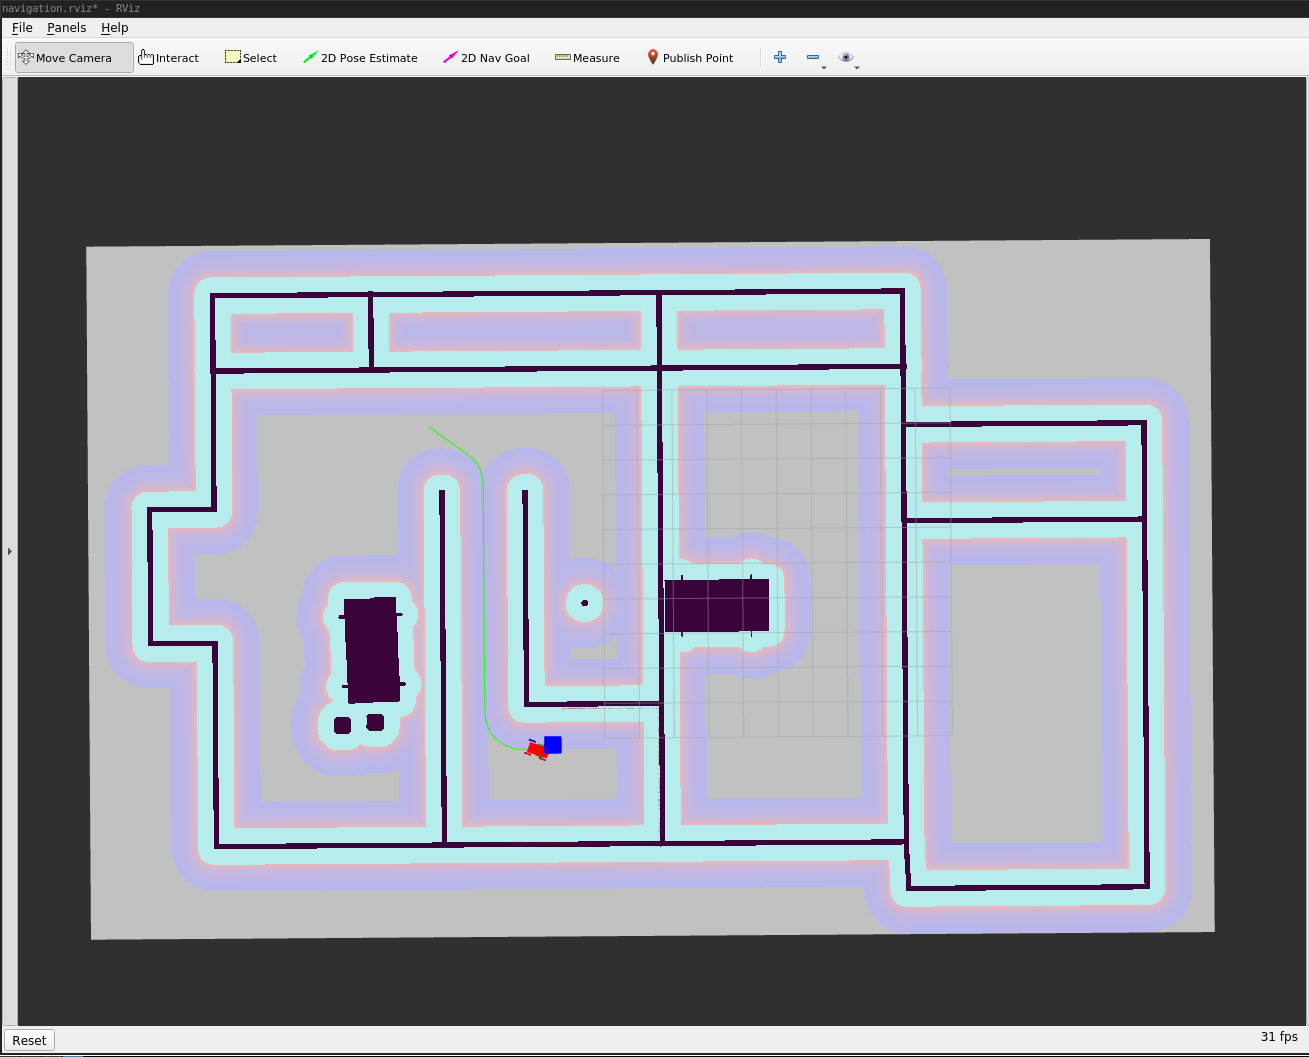 navigation.rviz* - RViz
File Panels Help
Move Camera Interact Select 2D Pose Estimate 2D Nav Goal Measure Publish Point
Reset 31 fps